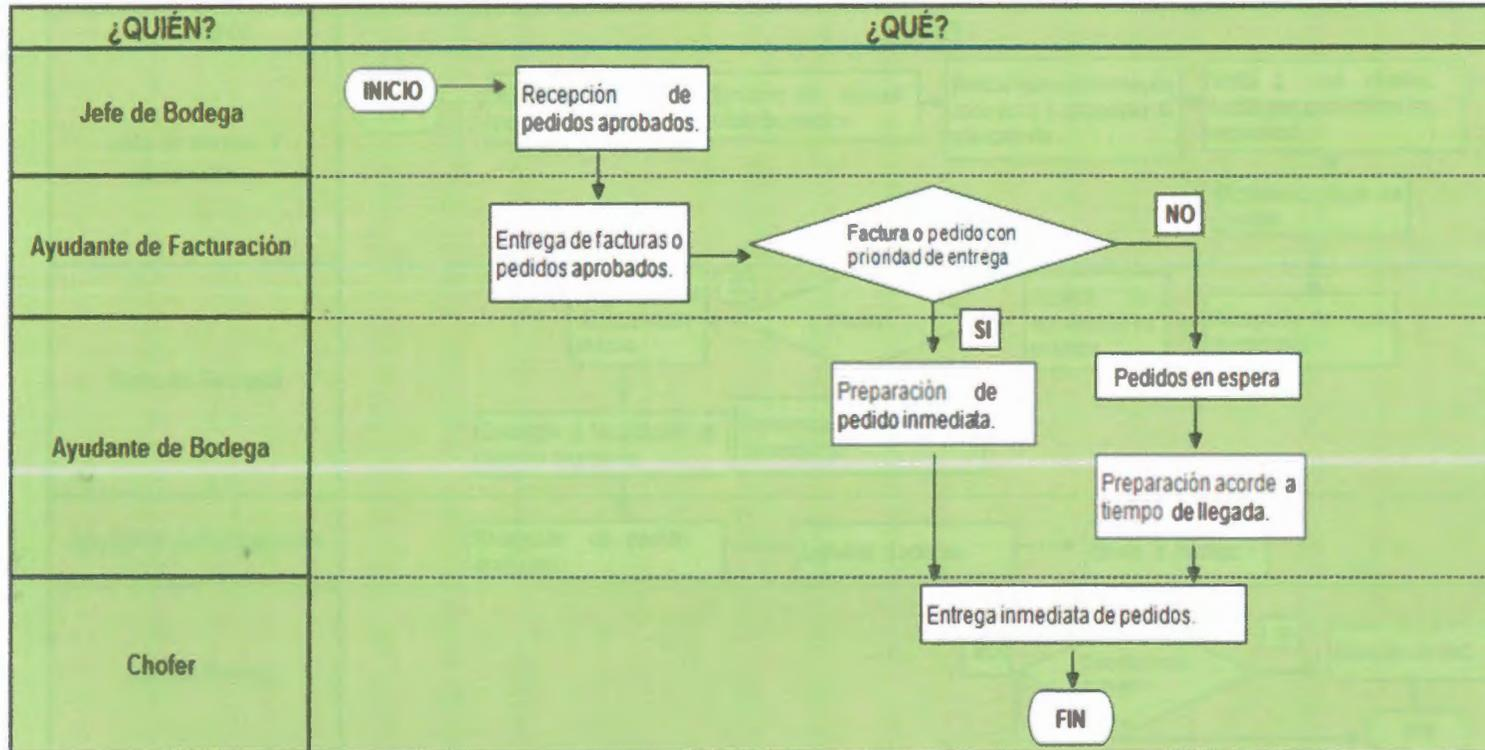 ¿QUIÉN?
¿QUÉ?
Jefe de Bodega
INICIO
Recepción de
pedidos aprobados.
Ayudante de Facturación
Entrega de facturas o
pedidos aprobados.
Factura o pedido con
prioridad de entrega
NO
SI
Ayudante de Bodega
Preparación de
pedido inmediata.
Pedidos en espera
Preparación acorde a
tiempo de llegada.
Chofer
Entrega inmediata de pedidos.
FIN